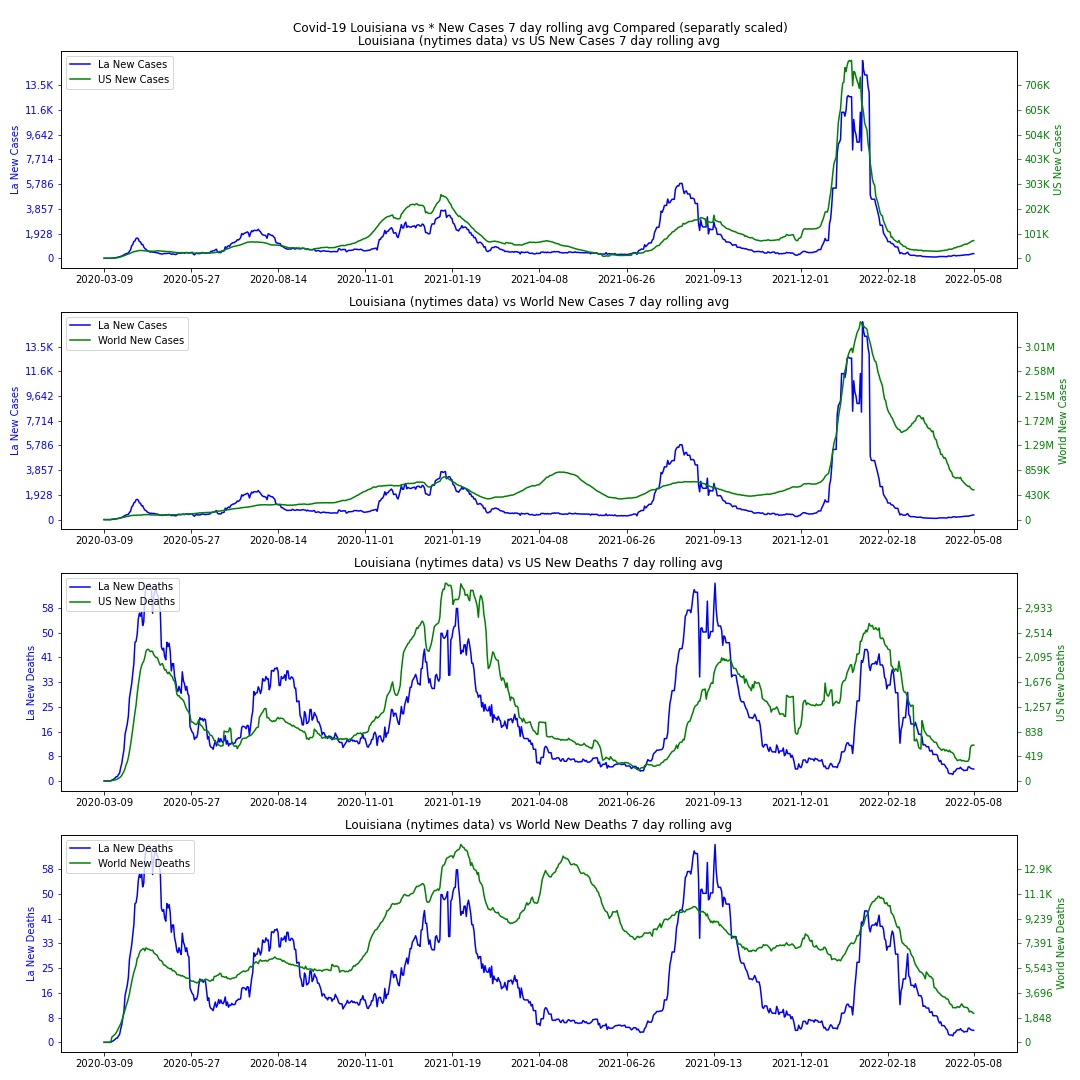 Covid-19 Louisiana vs * New Cases 7 day rolling avg Compared (separatly scaled)
Louisiana (nytimes data) vs US New Cases 7 day rolling avg
La New Cases
US New Cases
13.5K
11.6K
9,642
7,714
5,786
3,857
1,928
0
La New Cases
706K
605K
504K
403K
303K
202K
101K
0
US New Cases
2020-03-09 2020-05-27 2020-08-14 2020-11-01 2021-01-19 2021-04-08 2021-06-26 2021-09-13 2021-12-01 2022-02-18 2022-05-08
Louisiana (nytimes data) vs World New Cases 7 day rolling avg
La New Cases
World New Cases
13.5K
11.6K
9,642
7,714
5,786
3,857
1,928
0
La New Cases
3.01M
2.58M
2.15M
1.72M
1.29M
859K
430K
0
World New Cases
2020-03-09 2020-05-27 2020-08-14 2020-11-01 2021-01-19 2021-04-08 2021-06-26 2021-09-13 2021-12-01 2022-02-18 2022-05-08
Louisiana (nytimes data) vs US New Deaths 7 day rolling avg
La New Deaths
US New Deaths
58
50
41
33
25
16
8
0
La New Deaths
2,933
2,514
2,095
1,676
1,257
838
419
0
US New Deaths
2020-03-09 2020-05-27 2020-08-14 2020-11-01 2021-01-19 2021-04-08 2021-06-26 2021-09-13 2021-12-01 2022-02-18 2022-05-08
Louisiana (nytimes data) vs World New Deaths 7 day rolling avg
La New Deaths
World New Deaths
58
50
41
33
25
16
8
0
La New Deaths
12.9K
11.1K
9,239
7,391
5,543
3,696
1,848
0
World New Deaths
2020-03-09 2020-05-27 2020-08-14 2020-11-01 2021-01-19 2021-04-08 2021-06-26 2021-09-13 2021-12-01 2022-02-18 2022-05-08